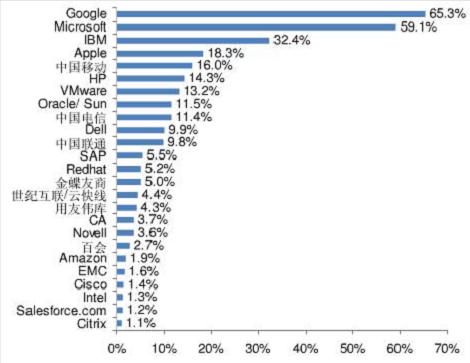 Google 65.3%
Microsoft 59.1%
IBM 32.4%
Apple 18.3%
中国移动 16.0%
HP 14.3%
VMware 13.2%
Oracle/ Sun 11.5%
中国电信 11.4%
Dell 9.9%
中国联通 9.8%
SAP 5.5%
Redhat 5.2%
金蝶友商 5.0%
世纪互联/云快线 4.4%
用友伟库 4.3%
CA 3.7%
Novell 3.6%
百会 2.7%
Amazon 1.9%
EMC 1.6%
Cisco 1.4%
Intel 1.3%
Salesforce.com 1.2%
Citrix 1.1%
0% 10% 20% 30% 40% 50% 60% 70%